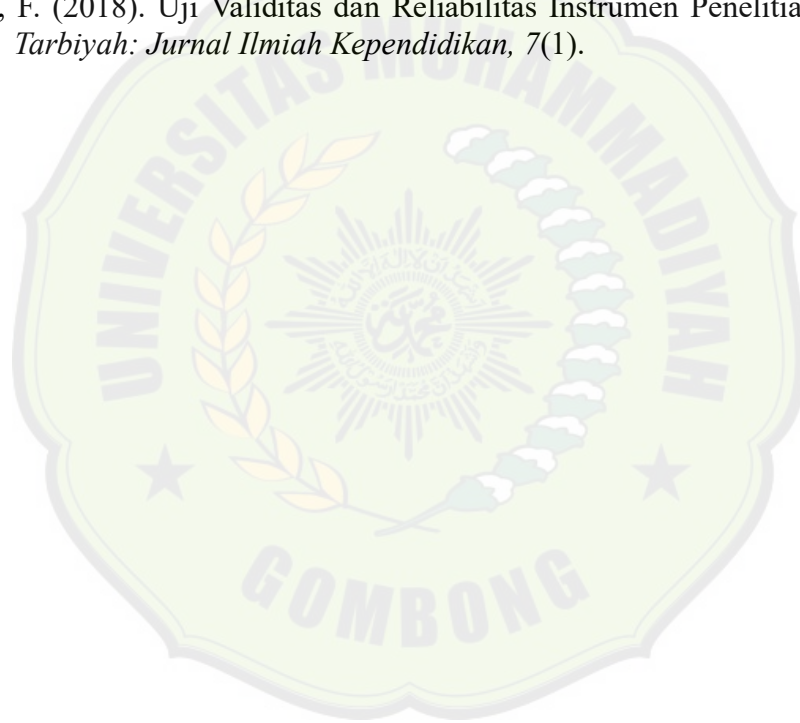 , F. (2018). Uji Validitas dan Reliabilitas Instrumen Penelitia
Tarbiyah: Jurnal Ilmiah Kependidikan, 7(1).
UNIVERSITAS MUHAMMADIYAH
GOMBONG